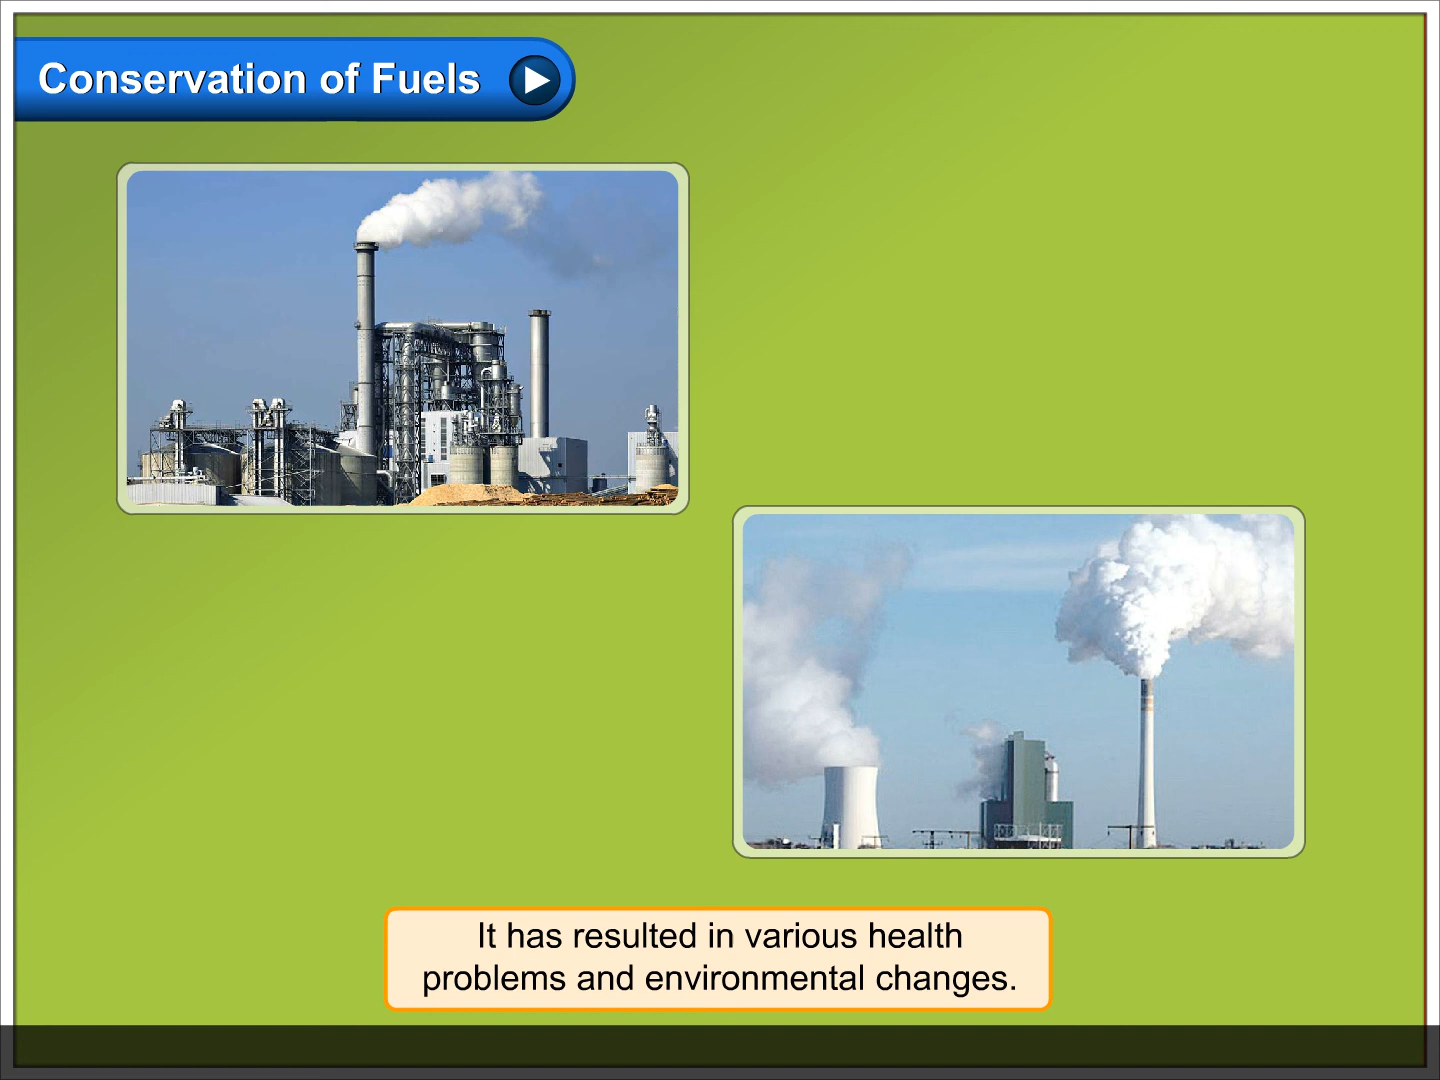 Conservation of Fuels
It has resulted in various health
problems and environmental changes.